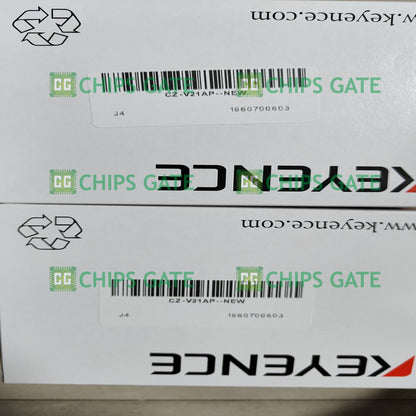 www.keyence.com
CHIPS GATE CHIPS GATE
CZ-V21AP--NEW
J4 1660700603
CHIPS GATE CHIPS GATE
KEYENCE
www.keyence.com
CHIPS GATE CHIPS GATE
CZ-V21AP--NEW
J4 1660700603
KEYENCE